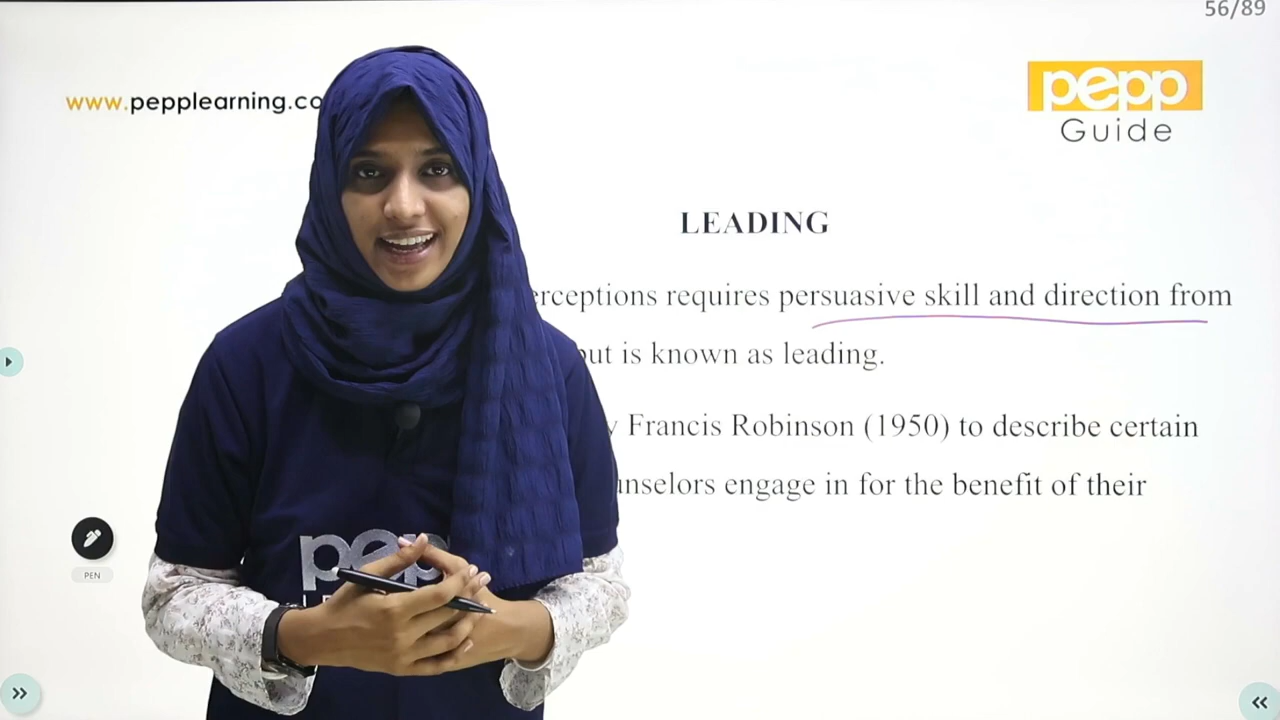 56/89
www.pepplearning.co
pepp
Guide
LEADING
erceptions requires persuasive skill and direction from
out is known as leading.
Francis Robinson (1950) to describe certain
unselors engage in for the benefit of their
pep
PEN